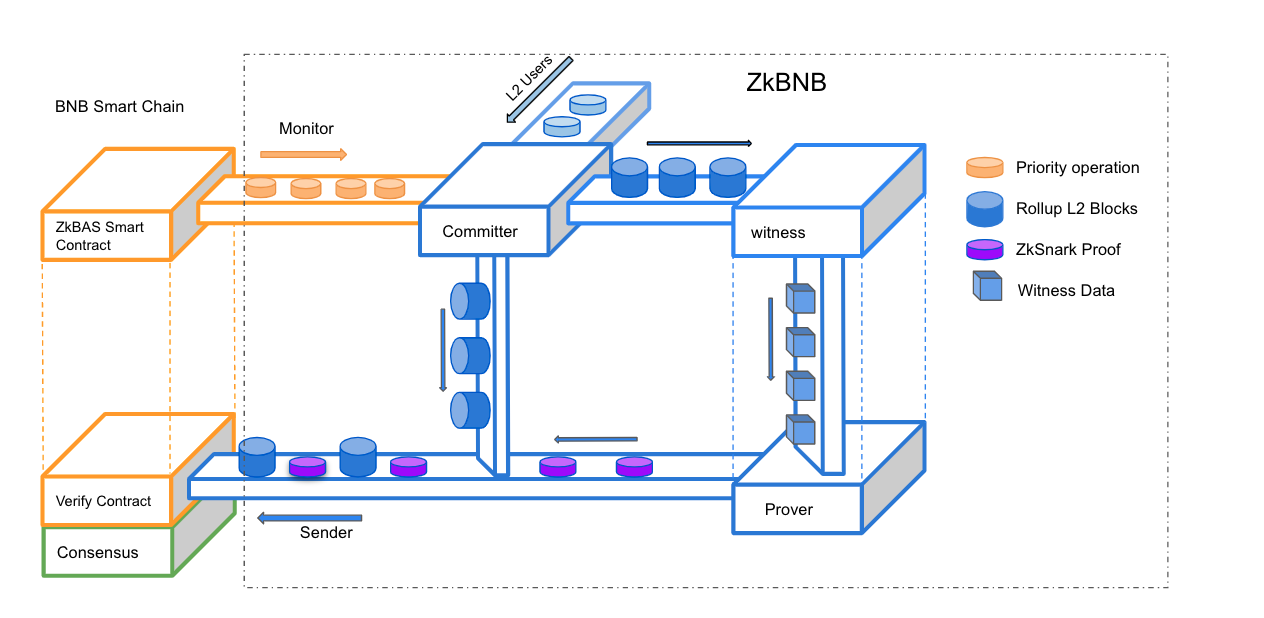 ZkBNB
L2 Users
BNB Smart Chain
Monitor
Priority operation
Rollup L2 Blocks
ZkSnark Proof
Witness Data
ZkBAS Smart
Contract
Committer
witness
Verify Contract
Prover
Sender
Consensus